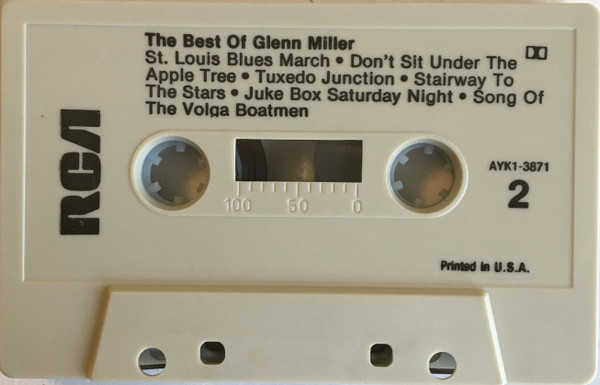 The Best Of Glenn Miller
St. Louis Blues March • Don't Sit Under The
Apple Tree • Tuxedo Junction • Stairway To
The Stars • Juke Box Saturday Night • Song Of
The Volga Boatmen
RCA
100 50 0
AYK1-3871
2
Printed in U.S.A.